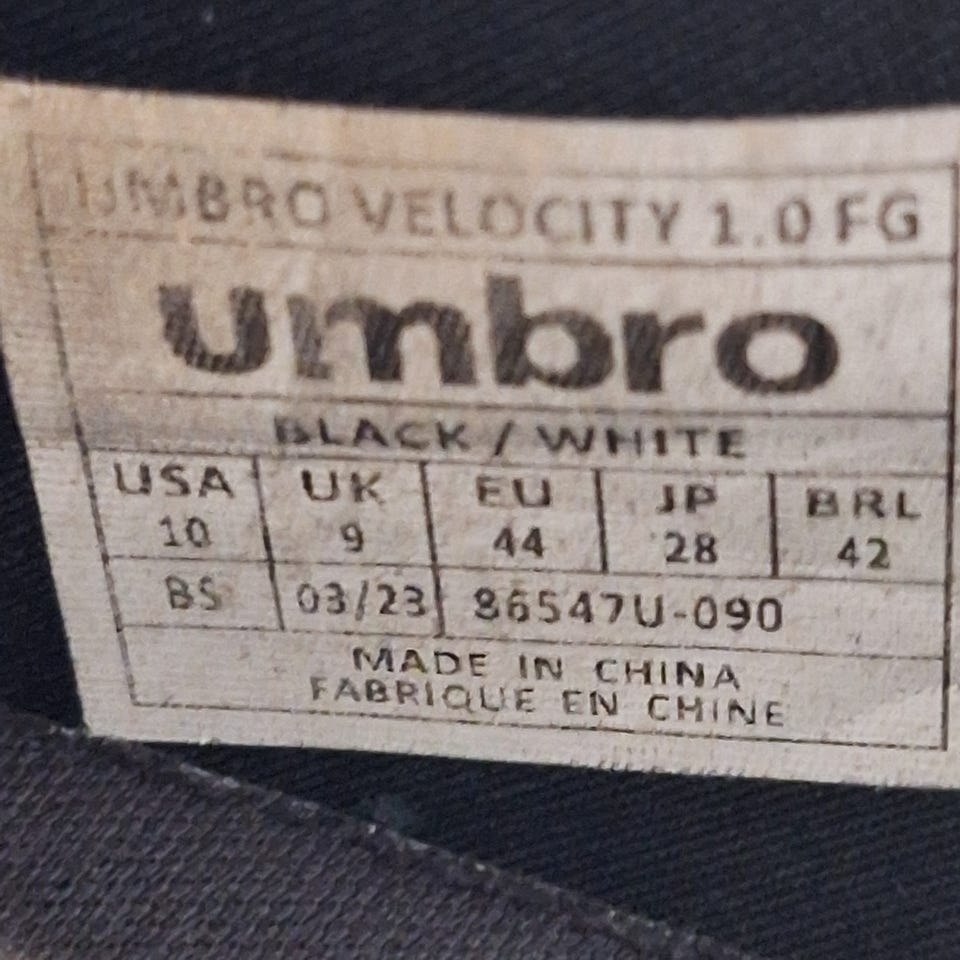 UMBRO VELOCITY 1.0 FG
umbro
BLACK / WHITE
USA UK EU JP BRL
10 9 44 28 42
BS 03/23 86547U-090
MADE IN CHINA
FABRIQUE EN CHINE